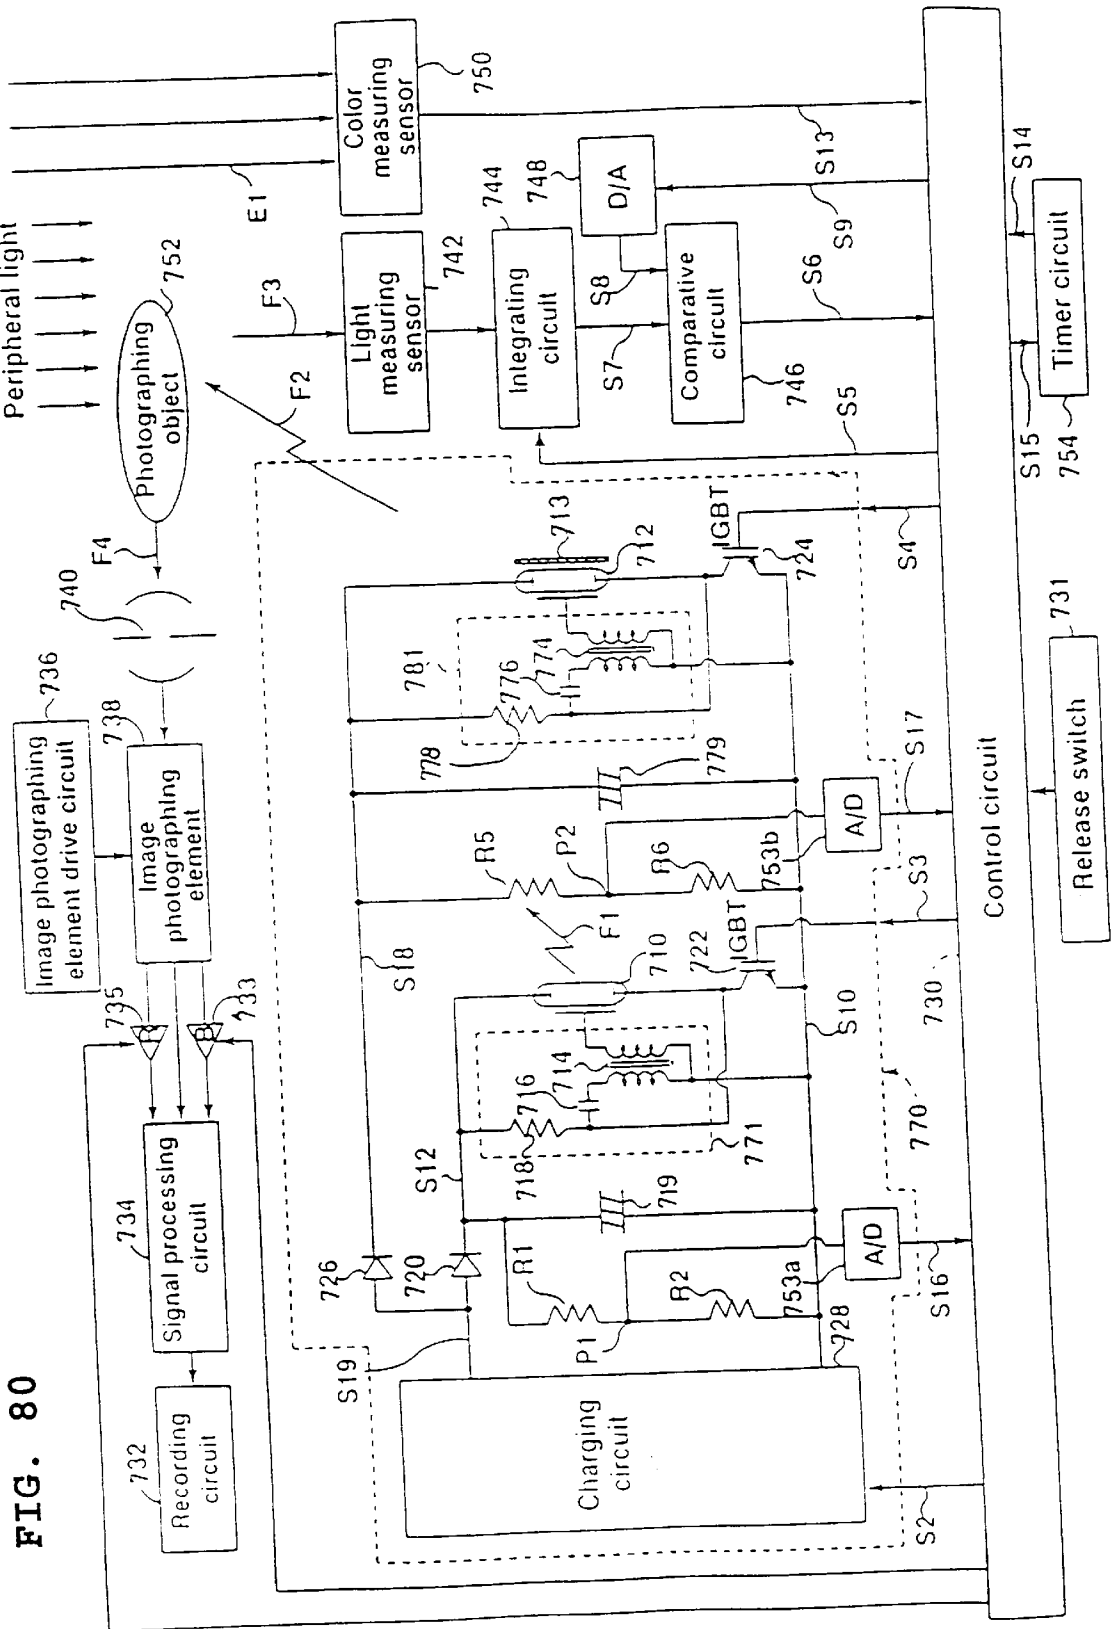 FIG. 80
Peripheral light
E1
Color
measuring
sensor
750
Photographing
object
752
F4
F3
F2
740
Image photographing
element drive circuit
736
738
Image
photographing
element
735
R
B
733
734
Signal processing
circuit
732
Recording
circuit
Light
measuring
sensor
742
744
Integrating
circuit
748
D/A
S13
S9
S8
S7
Comparative
circuit
746
S6
S5
S14
S15
Timer circuit
754
726
720
S18
S12
S19
R1
P1
R2
753a
A/D
S16
728
Charging
circuit
S2
719
718
716
714
771
710
F1
722
IGBT
S10
S3
770
730
R5
P2
R6
753b
A/D
S17
779
778
776
774
781
713
712
IGBT
724
S4
Control circuit
731
Release switch